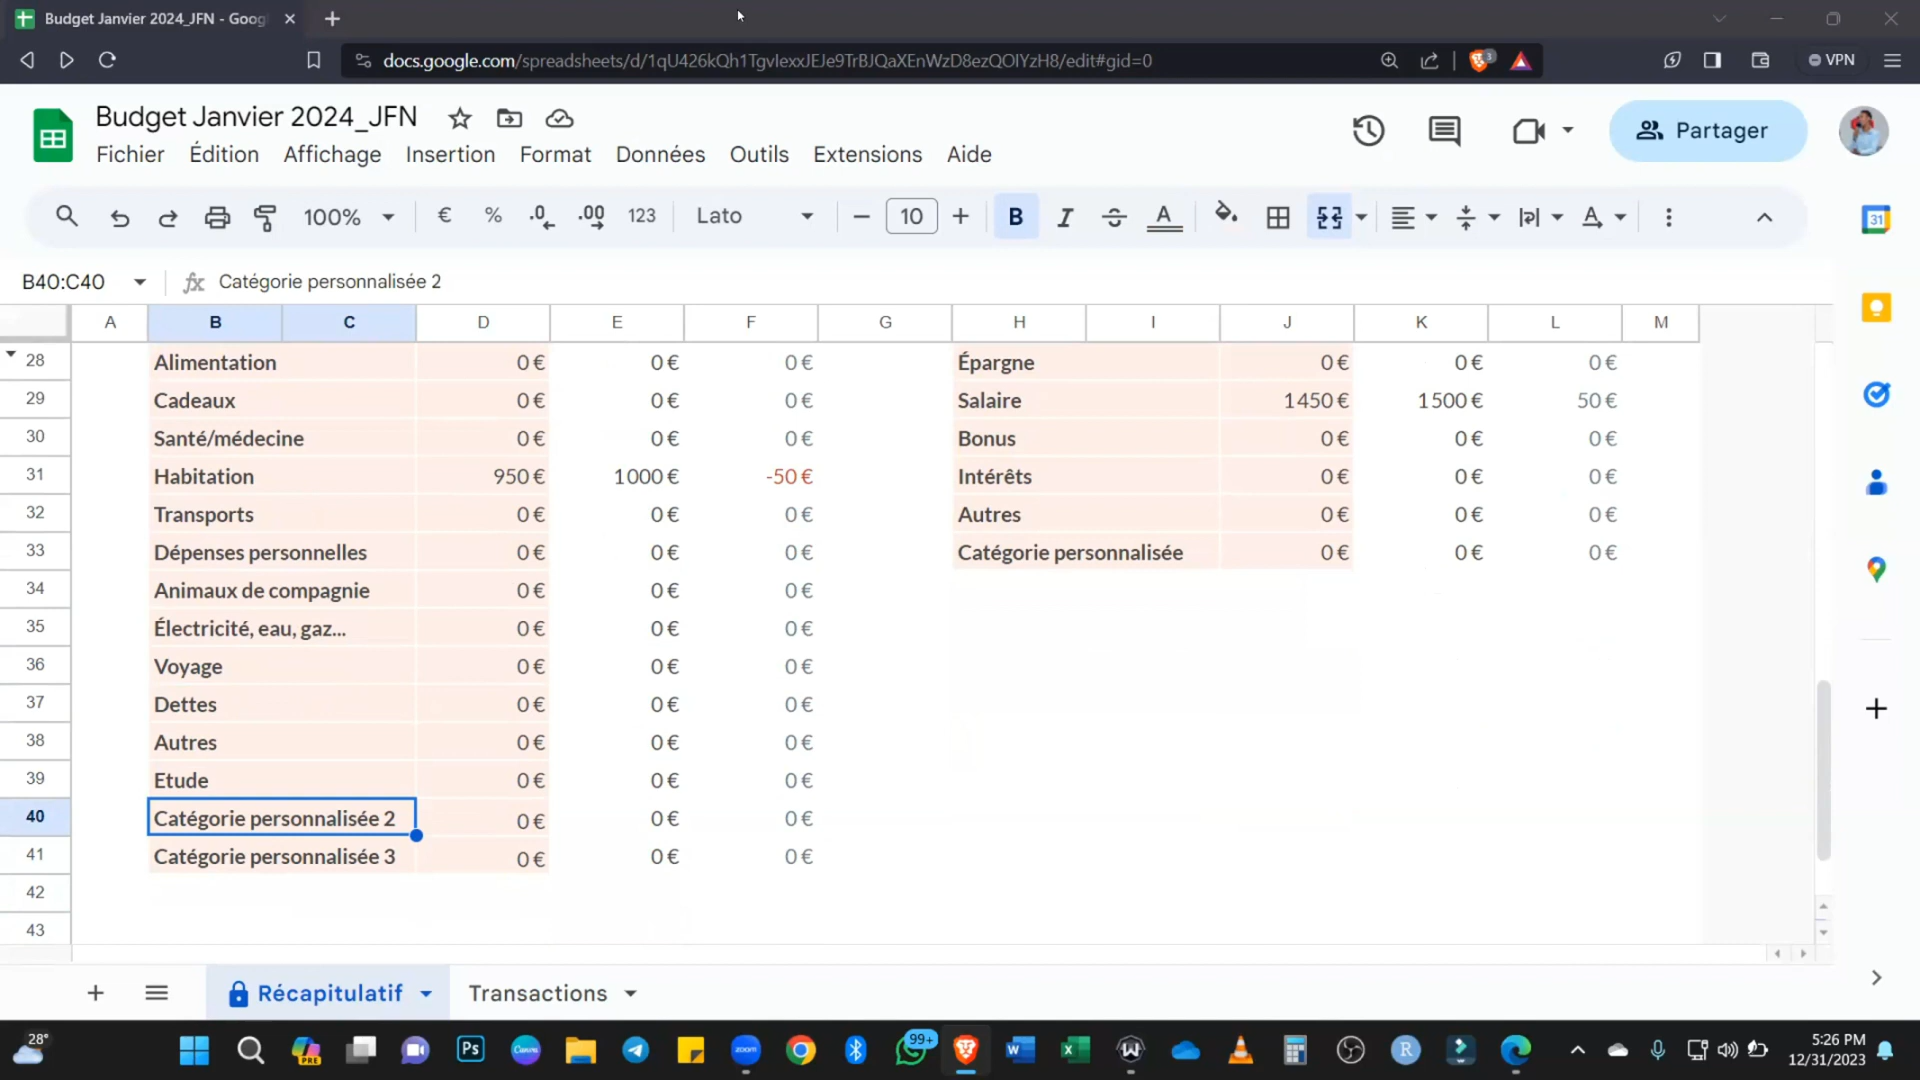 Budget Janvier 2024_JFN - Goog
docs.google.com/spreadsheets/d/1qU426kQh1TgvIexxJEJe9TrBJQaXEnWzD8ezQOIYzH8/edit#gid=0
3
VPN
Budget Janvier 2024_JFN
Partager
Fichier Édition Affichage Insertion Format Données Outils Extensions Aide
100% € % .0 .00 123 Lato 10 B I A A
31
B40:C40 fx Catégorie personnalisée 2
A B C D E F G H I J K L M
28 Alimentation 0 € 0 € 0 € Épargne 0 € 0 € 0 €
29 Cadeaux 0 € 0 € 0 € Salaire 1450 € 1500 € 50 €
30 Santé/médecine 0 € 0 € 0 € Bonus 0 € 0 € 0 €
31 Habitation 950 € 1000 € -50 € Intérêts 0 € 0 € 0 €
32 Transports 0 € 0 € 0 € Autres 0 € 0 € 0 €
33 Dépenses personnelles 0 € 0 € 0 € Catégorie personnalisée 0 € 0 € 0 €
34 Animaux de compagnie 0 € 0 € 0 €
35 Électricité, eau, gaz... 0 € 0 € 0 €
36 Voyage 0 € 0 € 0 €
37 Dettes 0 € 0 € 0 €
38 Autres 0 € 0 € 0 €
39 Etude 0 € 0 € 0 €
40 Catégorie personnalisée 2 0 € 0 € 0 €
41 Catégorie personnalisée 3 0 € 0 € 0 €
42
43
Récapitulatif Transactions
28° PRE Ps Canva zoom 99+ W X W R 5:26 PM
12/31/2023